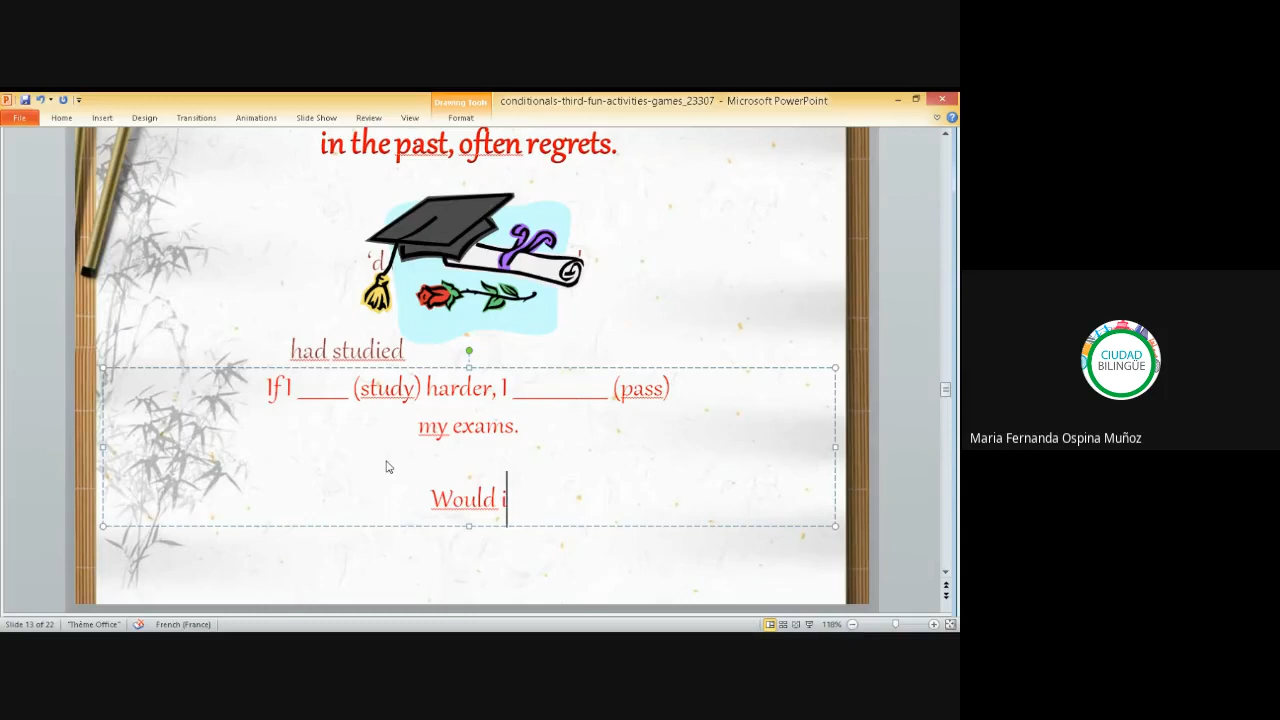 Drawing Tools
conditionals-third-fun-activities-games_23307 - Microsoft PowerPoint
File Home Insert Design Transitions Animations Slide Show Review View Format
in the past, often regrets.
'd
had studied
If I ____ (study) harder, I ________ (pass)
my exams.
Would i
CIUDAD
BILINGÜE
Maria Fernanda Ospina Muñoz
Slide 13 of 22 "Thème Office" French (France) 118%